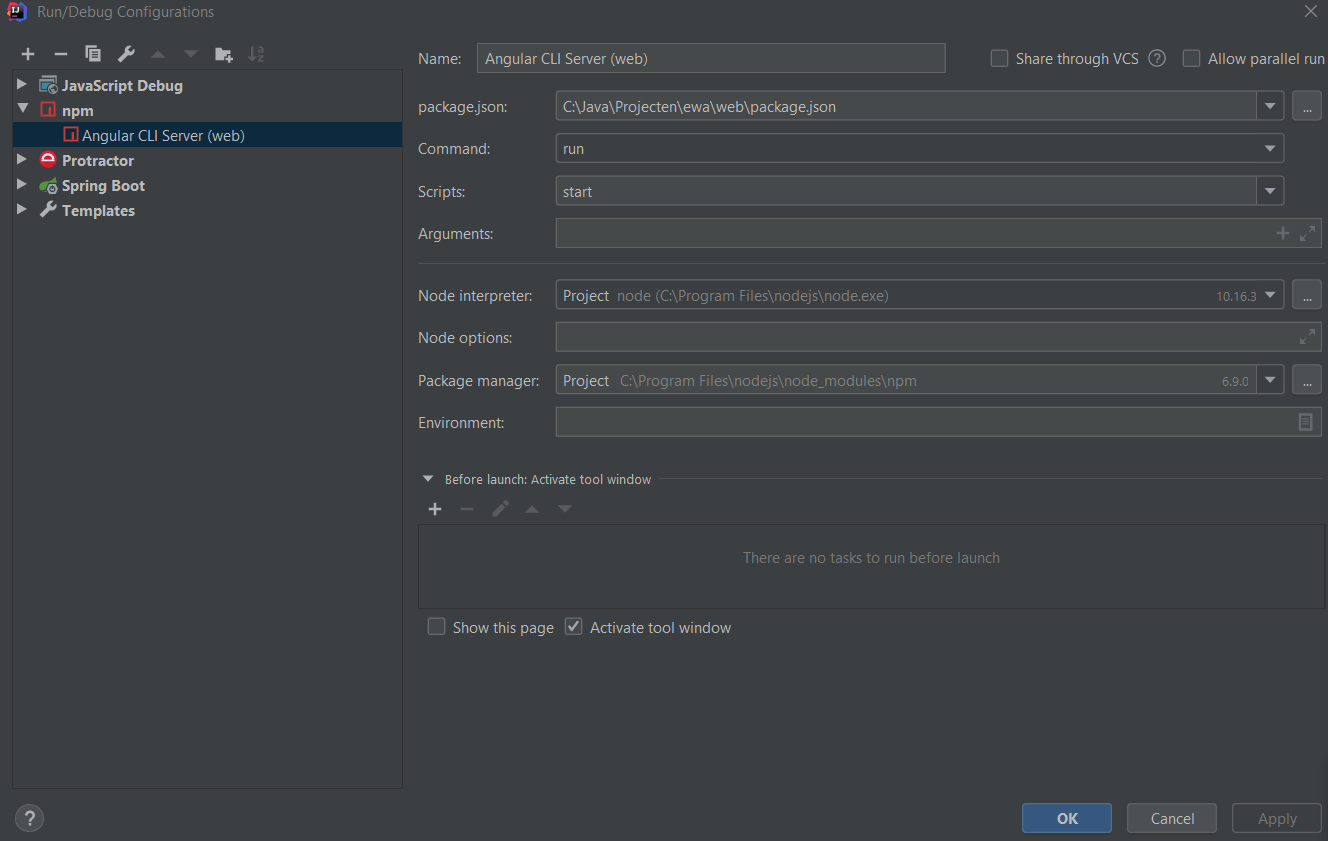 Run/Debug Configurations
JavaScript Debug
npm
Angular CLI Server (web)
Protractor
Spring Boot
Templates
Name: Angular CLI Server (web) Share through VCS ? Allow parallel run
package.json: C:\Java\Projecten\ewa\web\package.json ...
Command: run
Scripts: start
Arguments:
Node interpreter: Project node (C:\Program Files\nodejs\node.exe) 10.16.3 ...
Node options:
Package manager: Project C:\Program Files\nodejs\node_modules\npm 6.9.0 ...
Environment:
Before launch: Activate tool window
There are no tasks to run before launch
Show this page Activate tool window
? OK Cancel Apply